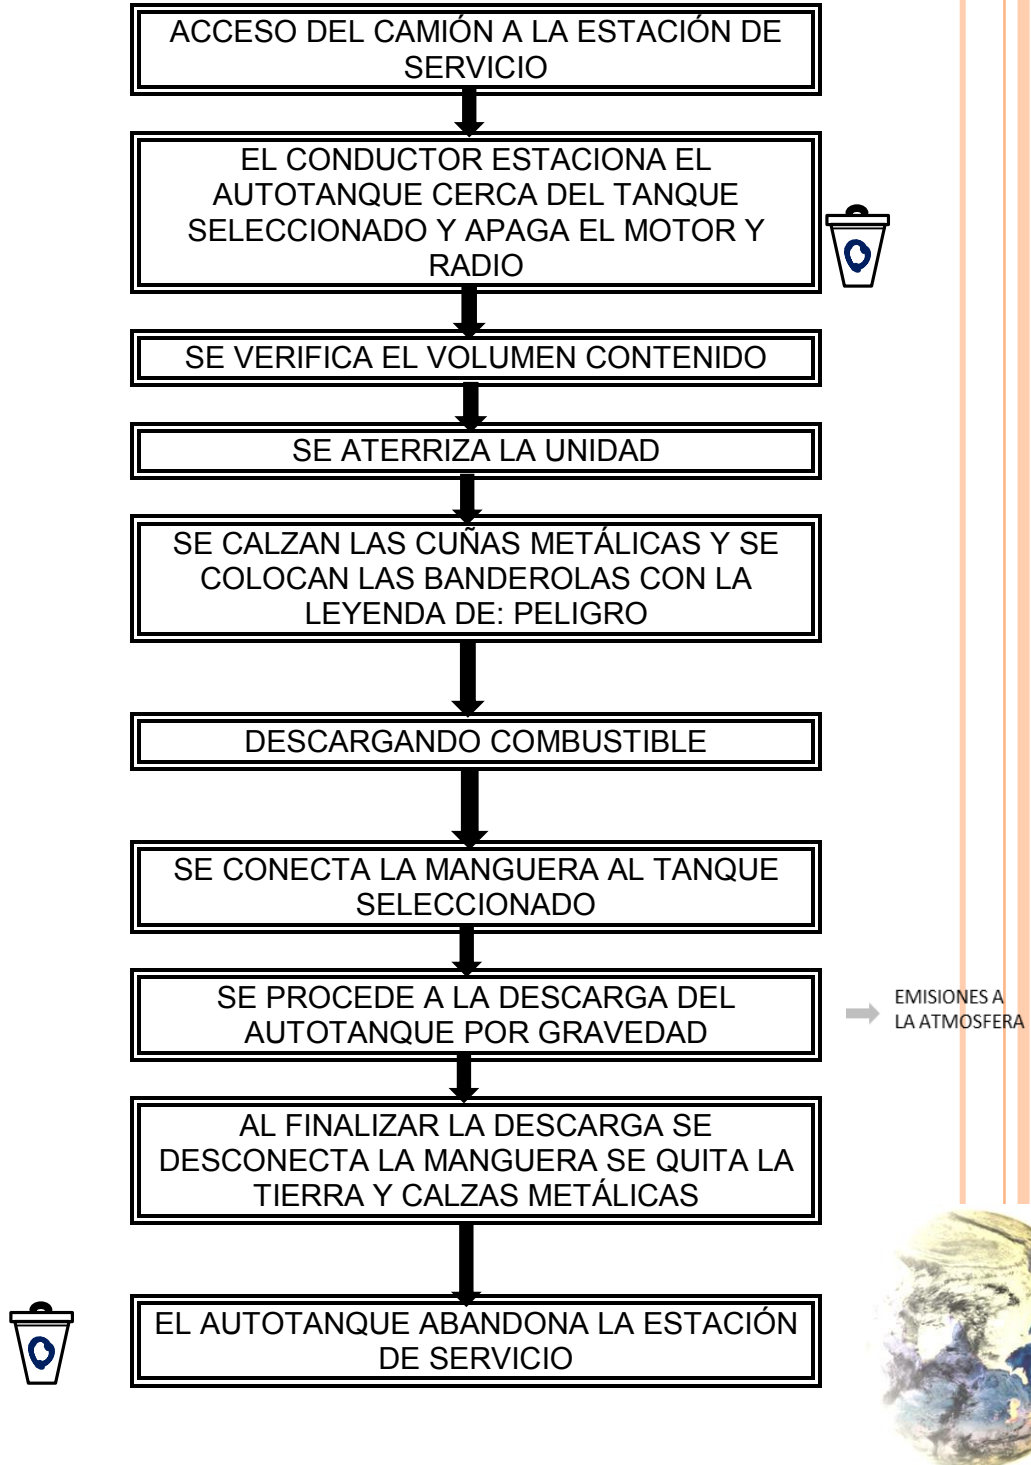 ACCESO DEL CAMIÓN A LA ESTACIÓN DE
SERVICIO
EL CONDUCTOR ESTACIONA EL
AUTOTANQUE CERCA DEL TANQUE
SELECCIONADO Y APAGA EL MOTOR Y
RADIO
SE VERIFICA EL VOLUMEN CONTENIDO
SE ATERRIZA LA UNIDAD
SE CALZAN LAS CUÑAS METÁLICAS Y SE
COLOCAN LAS BANDEROLAS CON LA
LEYENDA DE: PELIGRO
DESCARGANDO COMBUSTIBLE
SE CONECTA LA MANGUERA AL TANQUE
SELECCIONADO
SE PROCEDE A LA DESCARGA DEL
AUTOTANQUE POR GRAVEDAD
EMISIONES A
LA ATMOSFERA
AL FINALIZAR LA DESCARGA SE
DESCONECTA LA MANGUERA SE QUITA LA
TIERRA Y CALZAS METÁLICAS
EL AUTOTANQUE ABANDONA LA ESTACIÓN
DE SERVICIO